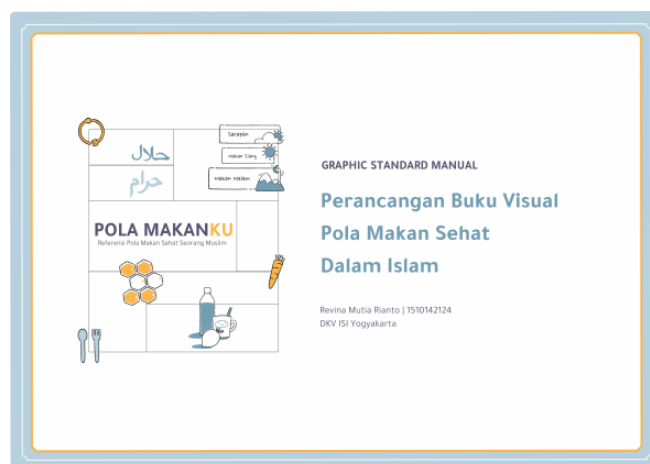 Sarapan
Makan Siang
Makan Malam
حلال
حرام
POLA MAKANKU
Referensi Pola Makan Sehat Seorang Muslim
GRAPHIC STANDARD MANUAL
Perancangan Buku Visual
Pola Makan Sehat
Dalam Islam
Revina Mutia Rianto | 1510142124
DKV ISI Yogyakarta